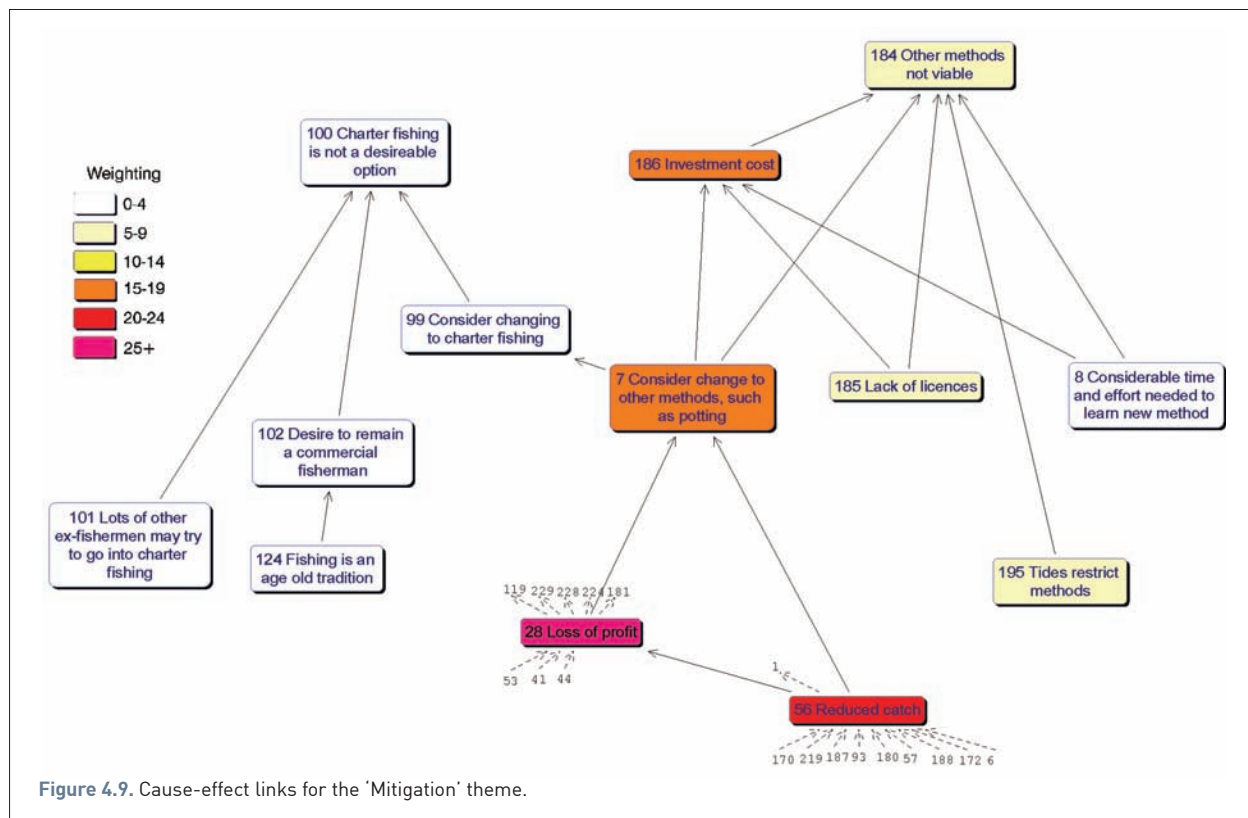 184 Other methods
not viable
100 Charter fishing
is not a desireable
option
186 Investment cost
Weighting
0-4
5-9
10-14
15-19
20-24
25+
99 Consider changing
to charter fishing
7 Consider change to
other methods, such
as potting
185 Lack of licences
8 Considerable time
and effort needed to
learn new method
102 Desire to remain
a commercial
fisherman
101 Lots of other
ex-fishermen may try
to go into charter
fishing
124 Fishing is an
age old tradition
195 Tides restrict
methods
119 229 228 224 181
28 Loss of profit
53 41 44
1
56 Reduced catch
170 219 187 93 180 57 188 172 6
Figure 4.9. Cause-effect links for the ‘Mitigation’ theme.